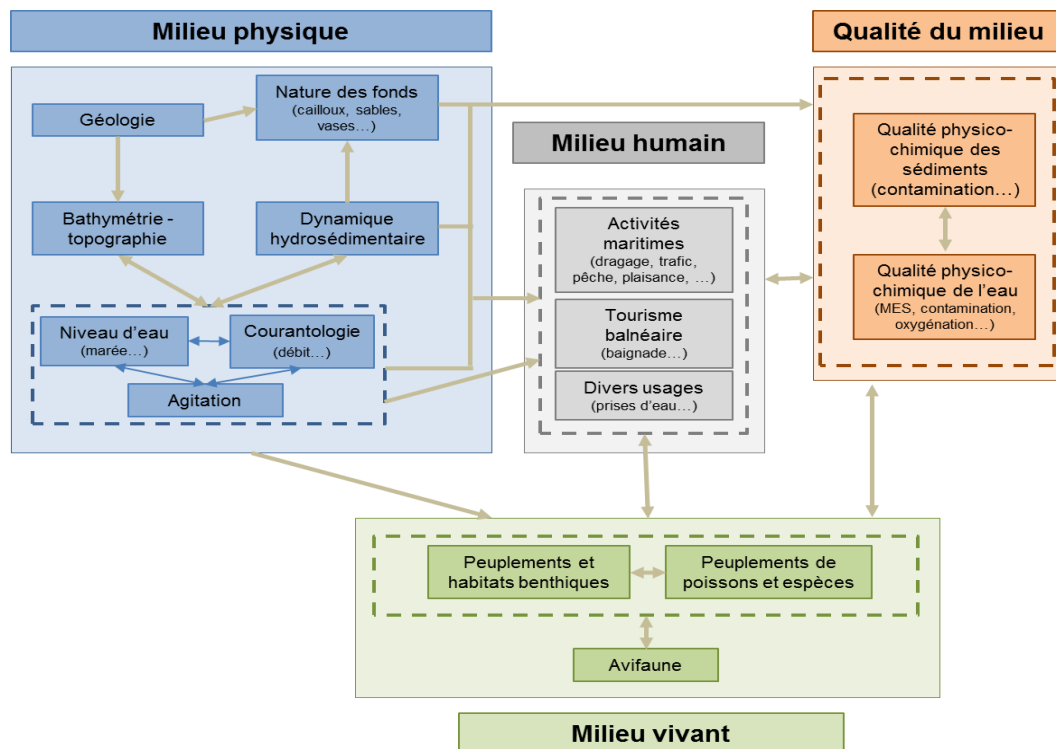 Milieu physique
Qualité du milieu
Nature des fonds
(cailloux, sables,
vases…)
Géologie
Bathymétrie -
topographie
Dynamique
hydrosédimentaire
Niveau d’eau
(marée…)
Courantologie
(débit…)
Agitation
Milieu humain
Activités
maritimes
(dragage, trafic,
pêche, plaisance, …)
Tourisme
balnéaire
(baignade…)
Divers usages
(prises d’eau…)
Qualité physico-
chimique des
sédiments
(contamination…)
Qualité physico-
chimique de l’eau
(MES, contamination,
oxygénation…)
Peuplements et
habitats benthiques
Peuplements de
poissons et espèces
Avifaune
Milieu vivant